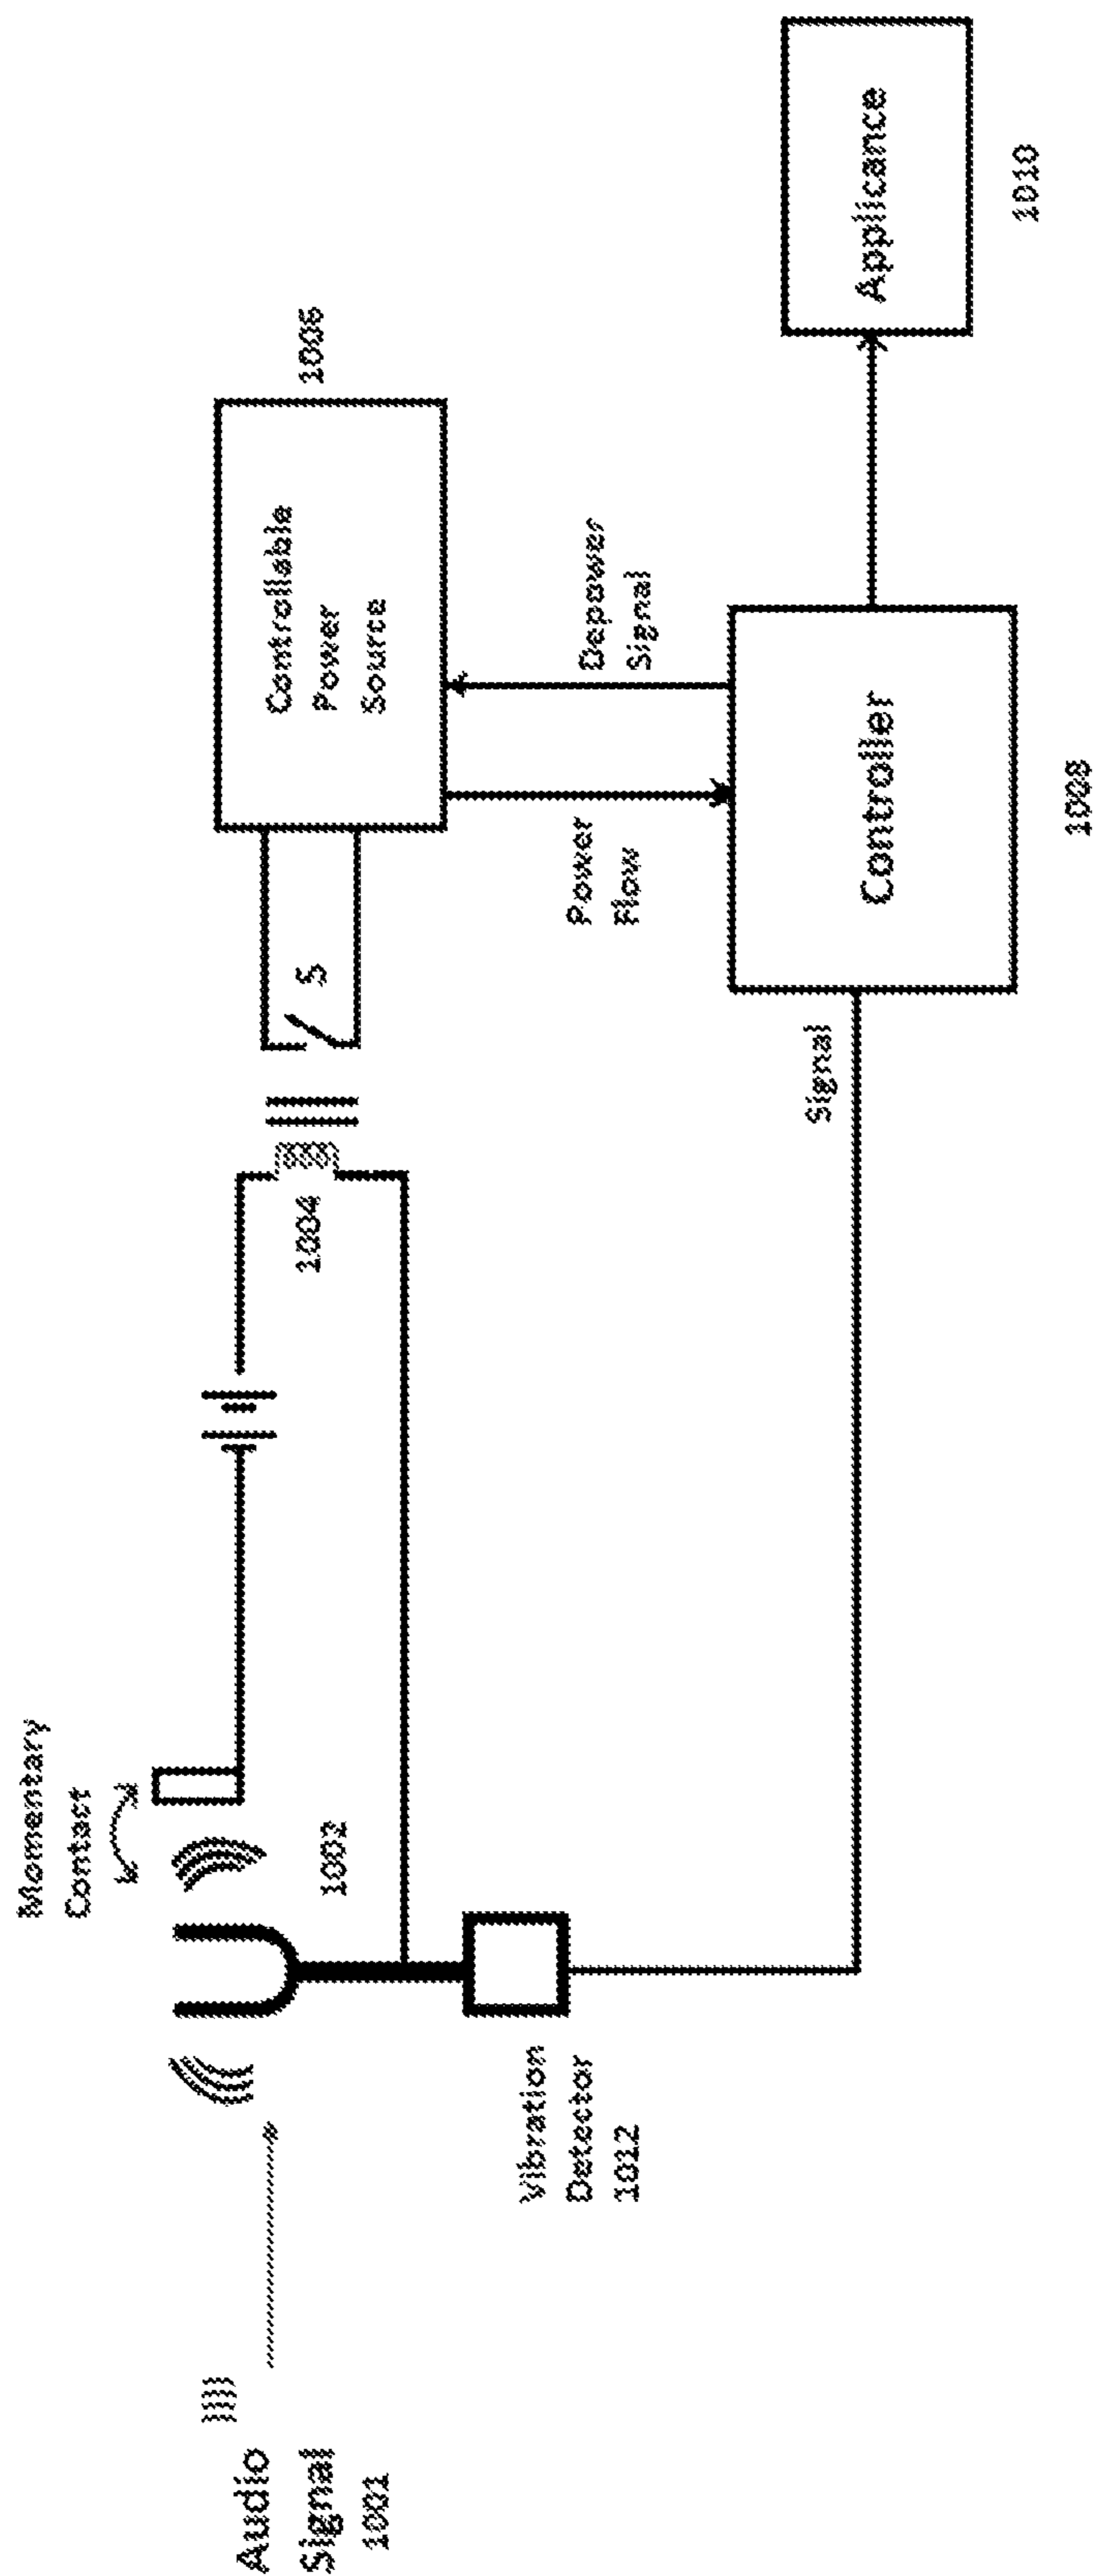 Momentary
Contact
Audio
Signal
1001
1002
Vibration
Detector
1012
1004
S
Controllable
Power
Source
1006
Power
Flow
Depower
Signal
Signal
Controller
1008
Applicance
1010